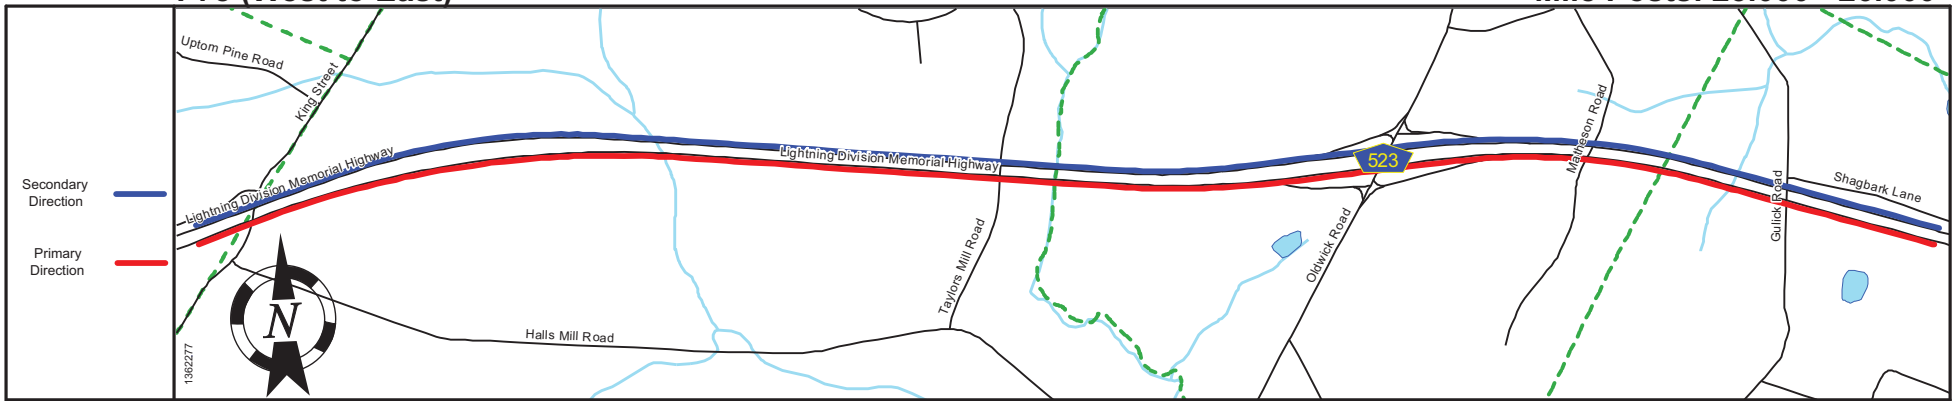 Uptom Pine Road
King Street
Lightning Division Memorial Highway
Lightning Division Memorial Highway
523
Matheson Road
Shagbark Lane
Gulick Road
Secondary
Direction
Primary
Direction
Taylors Mill Road
Oldwick Road
N
Halls Mill Road
1362277